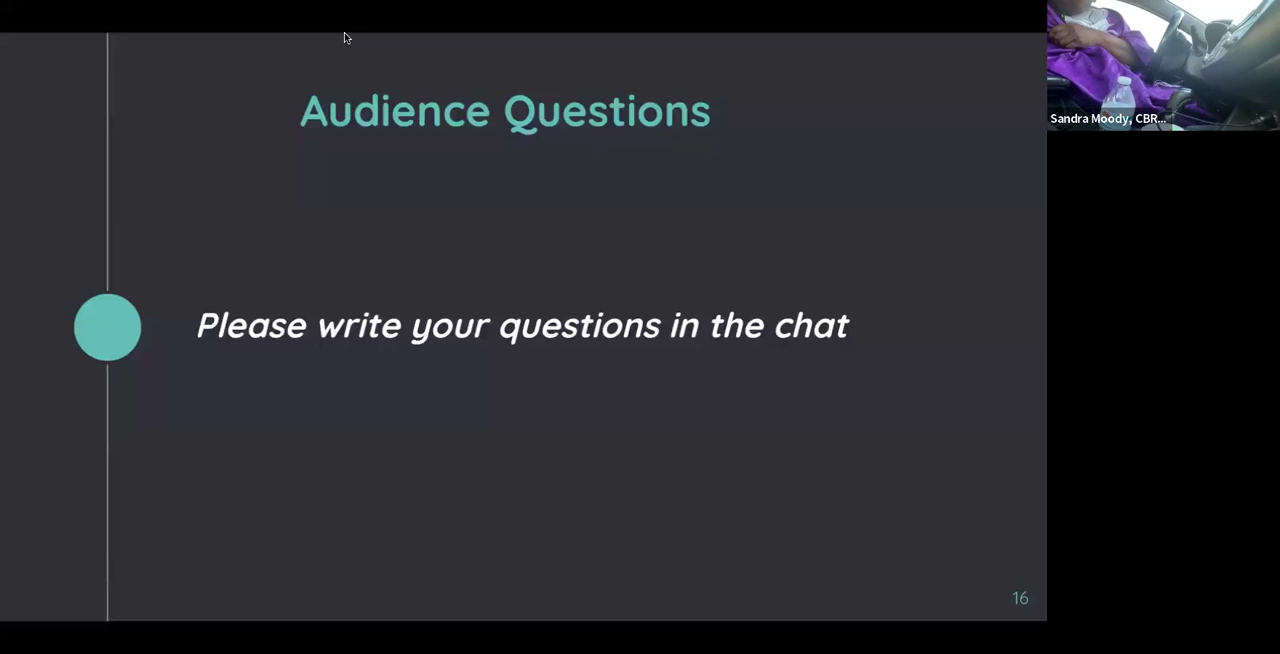 Audience Questions
Sandra Moody, CBR...
Please write your questions in the chat
16